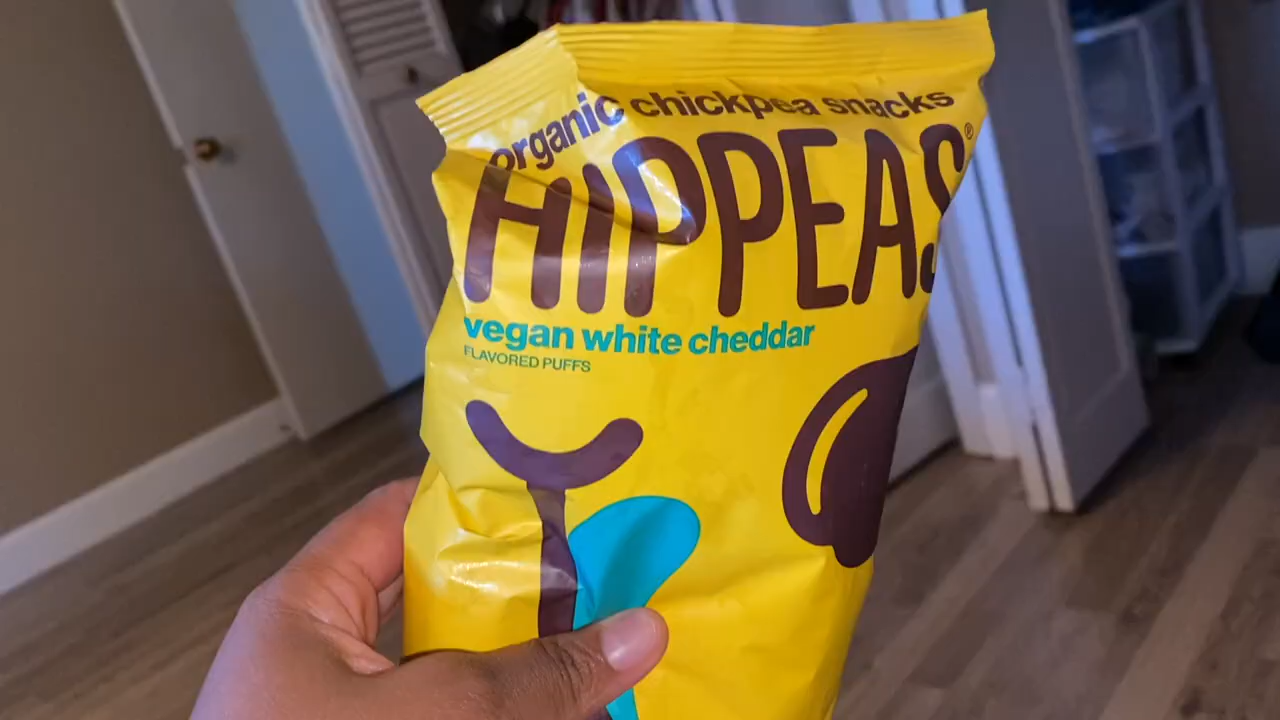 organic chickpea snacks
HIPPEAS®
vegan white cheddar
FLAVORED PUFFS